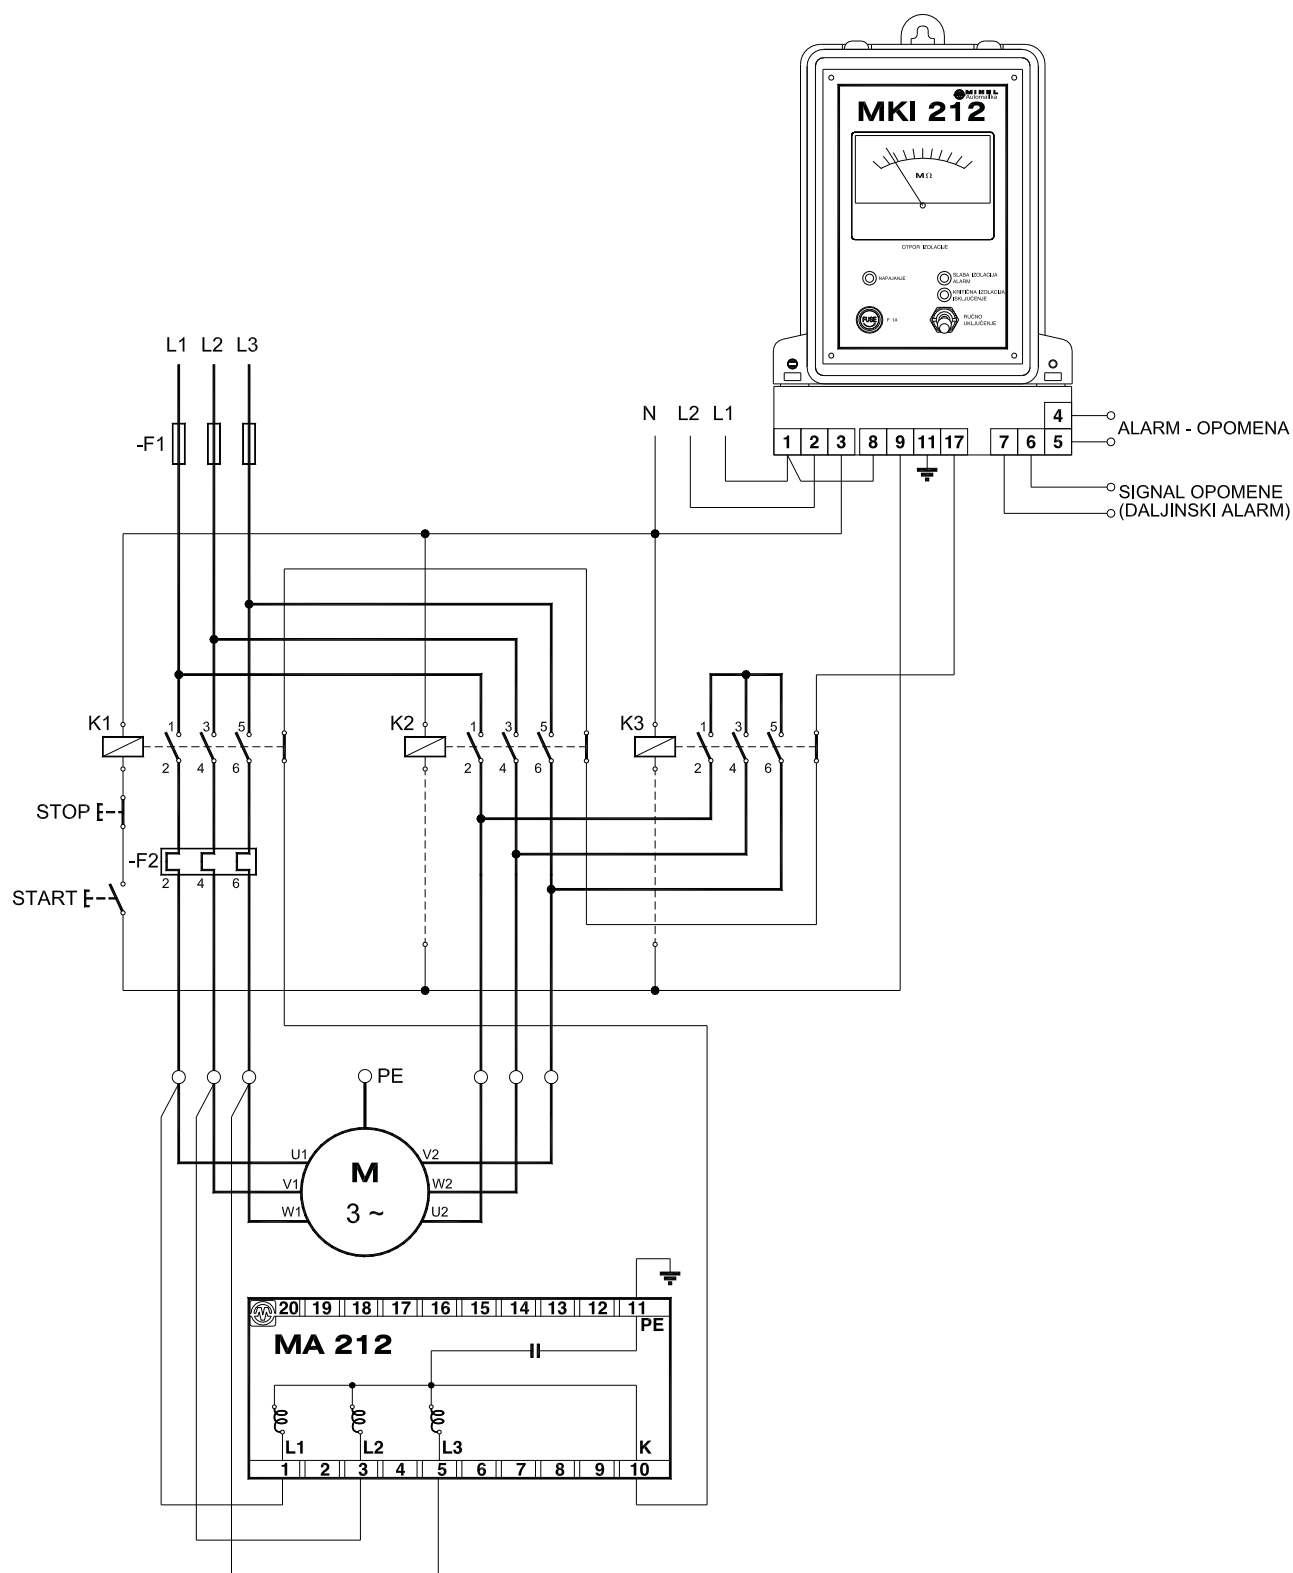 MINEL
Automatika
MKI 212
MΩ
OTPOR IZOLACIJE
NAPAJANJE
SLABA IZOLACIJA
ALARM
KRITIČNA IZOLACIJA
ISKLJUČENJE
FUSE
F 1A
RUČNO
UKLJUČENJE
L1 L2 L3
-F1
N L2 L1
1 2 3 8 9 11 17 7 6 5
4
ALARM - OPOMENA
SIGNAL OPOMENE
(DALJINSKI ALARM)
K1 1 3 5
2 4 6
K2 1 3 5
2 4 6
K3 1 3 5
2 4 6
STOP
-F2
2 4 6
START
PE
U1 V2
M
V1 W2
3 ~
W1 U2
20 19 18 17 16 15 14 13 12 11
PE
MA 212
L1 L2 L3 K
1 2 3 4 5 6 7 8 9 10